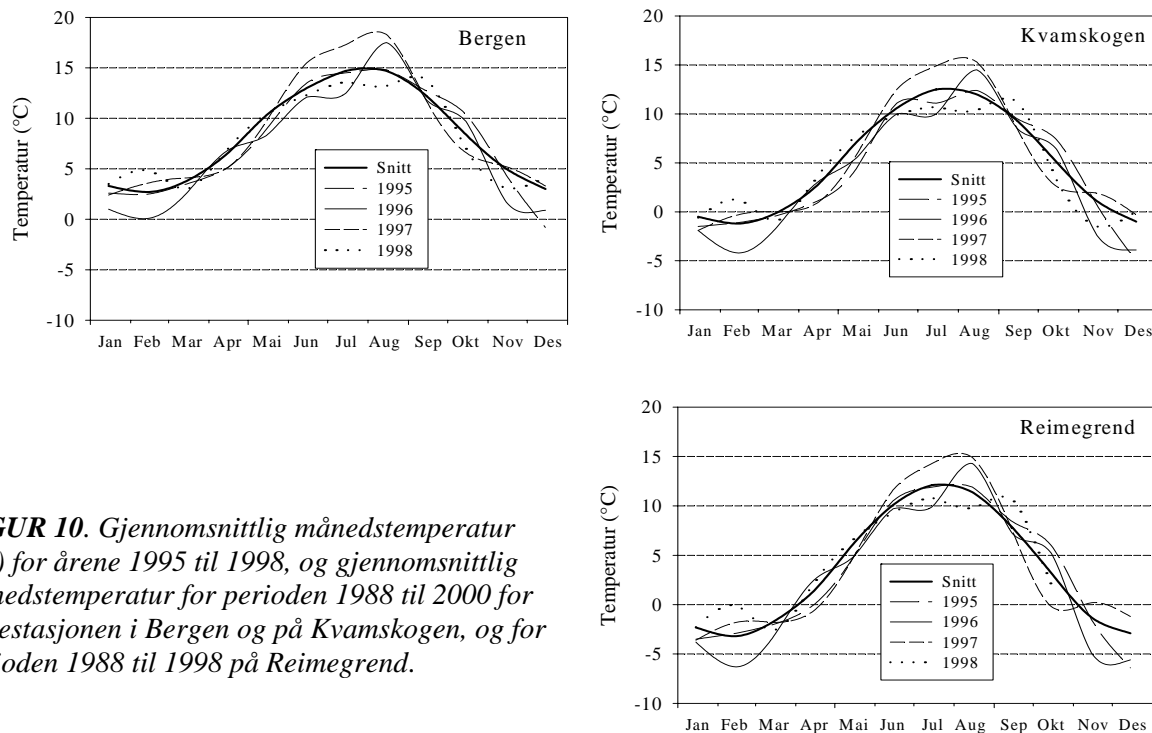 Bergen
Temperatur (°C)
20
15
10
5
0
-5
-10
Snitt
1995
1996
1997
1998
Jan Feb Mar Apr Mai Jun Jul Aug Sep Okt Nov Des
Kvamskogen
Temperatur (°C)
20
15
10
5
0
-5
-10
Snitt
1995
1996
1997
1998
Jan Feb Mar Apr Mai Jun Jul Aug Sep Okt Nov Des
Reimegrend
Temperatur (°C)
20
15
10
5
0
-5
-10
Snitt
1995
1996
1997
1998
Jan Feb Mar Apr Mai Jun Jul Aug Sep Okt Nov Des
GUR 10. Gjennomsnittlig månedstemperatur
) for årene 1995 til 1998, og gjennomsnittlig
nedstemperatur for perioden 1988 til 2000 for
estasjonen i Bergen og på Kvamskogen, og for
ioden 1988 til 1998 på Reimegrend.